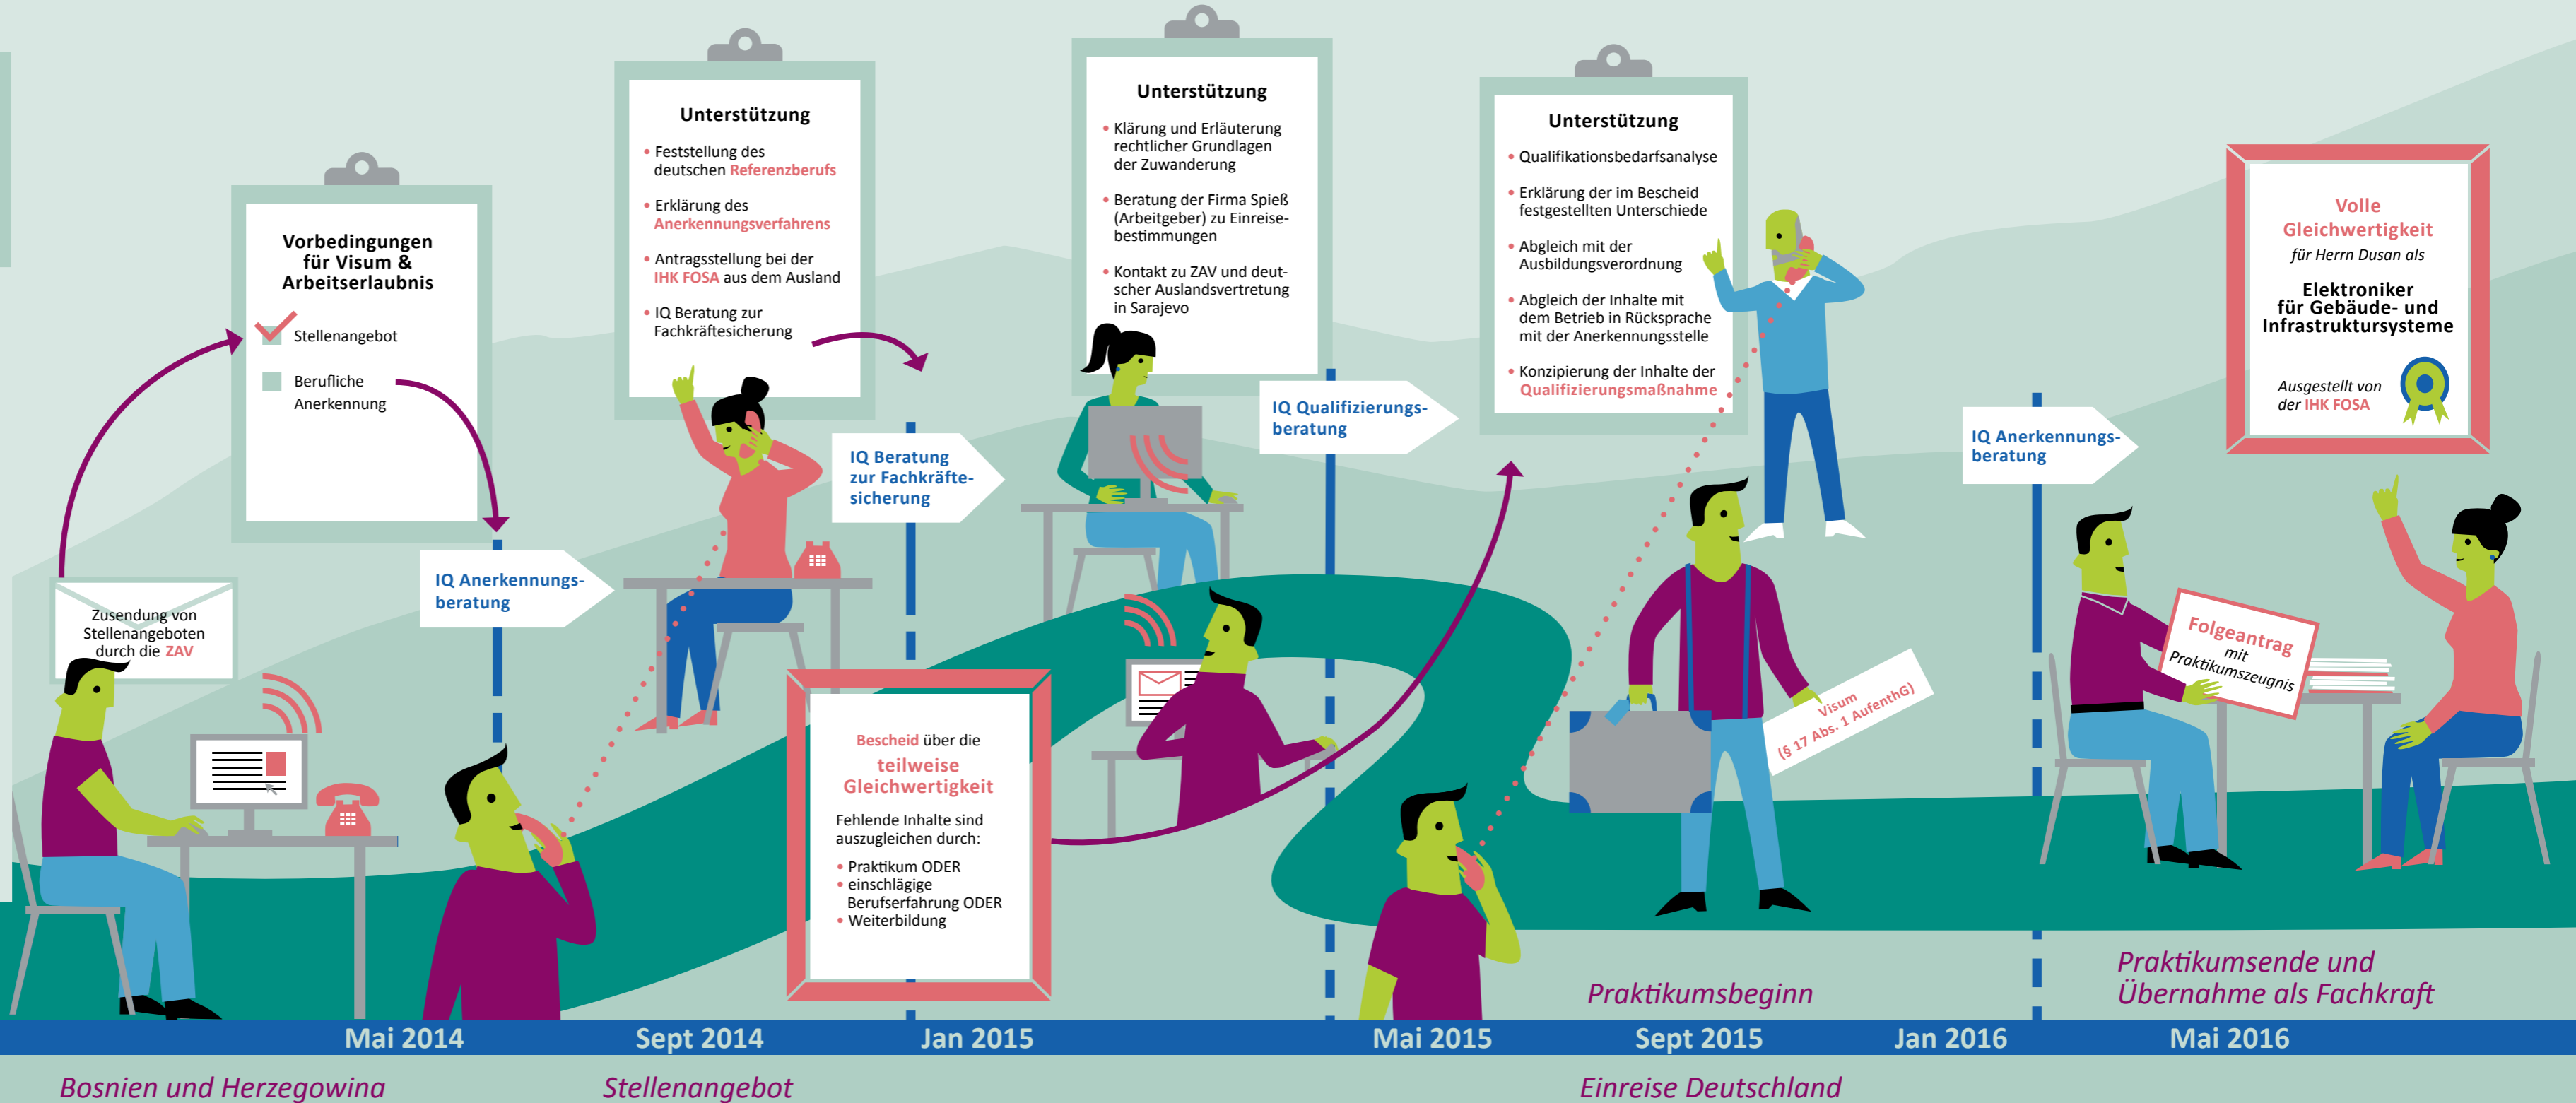 Zusendung von
Stellenangeboten
durch die ZAV
Vorbedingungen
für Visum &
Arbeitserlaubnis
Stellenangebot
Berufliche
Anerkennung
IQ Anerkennungs-
beratung
Unterstützung
• Feststellung des
deutschen Referenzberufs
• Erklärung des
Anerkennungsverfahrens
• Antragsstellung bei der
IHK FOSA aus dem Ausland
• IQ Beratung zur
Fachkräftesicherung
IQ Beratung
zur Fachkräfte-
sicherung
Bescheid über die
teilweise
Gleichwertigkeit
Fehlende Inhalte sind
auszugleichen durch:
• Praktikum ODER
• einschlägige
Berufserfahrung ODER
• Weiterbildung
Unterstützung
• Klärung und Erläuterung
rechtlicher Grundlagen
der Zuwanderung
• Beratung der Firma Spieß
(Arbeitgeber) zu Einreise-
bestimmungen
• Kontakt zu ZAV und deut-
scher Auslandsvertretung
in Sarajevo
IQ Qualifizierungs-
beratung
Unterstützung
• Qualifikationsbedarfsanalyse
• Erklärung der im Bescheid
festgestellten Unterschiede
• Abgleich mit der
Ausbildungsverordnung
• Abgleich der Inhalte mit
dem Betrieb in Rücksprache
mit der Anerkennungsstelle
• Konzipierung der Inhalte der
Qualifizierungsmaßnahme
Visum
(§ 17 Abs. 1 AufenthG)
IQ Anerkennungs-
beratung
Folgeantrag
mit
Praktikumszeugnis
Volle
Gleichwertigkeit
für Herrn Dusan als
Elektroniker
für Gebäude- und
Infrastruktursysteme
Ausgestellt von
der IHK FOSA
Praktikumsbeginn
Praktikumsende und
Übernahme als Fachkraft
Mai 2014 Sept 2014 Jan 2015 Mai 2015 Sept 2015 Jan 2016 Mai 2016
Bosnien und Herzegowina Stellenangebot Einreise Deutschland